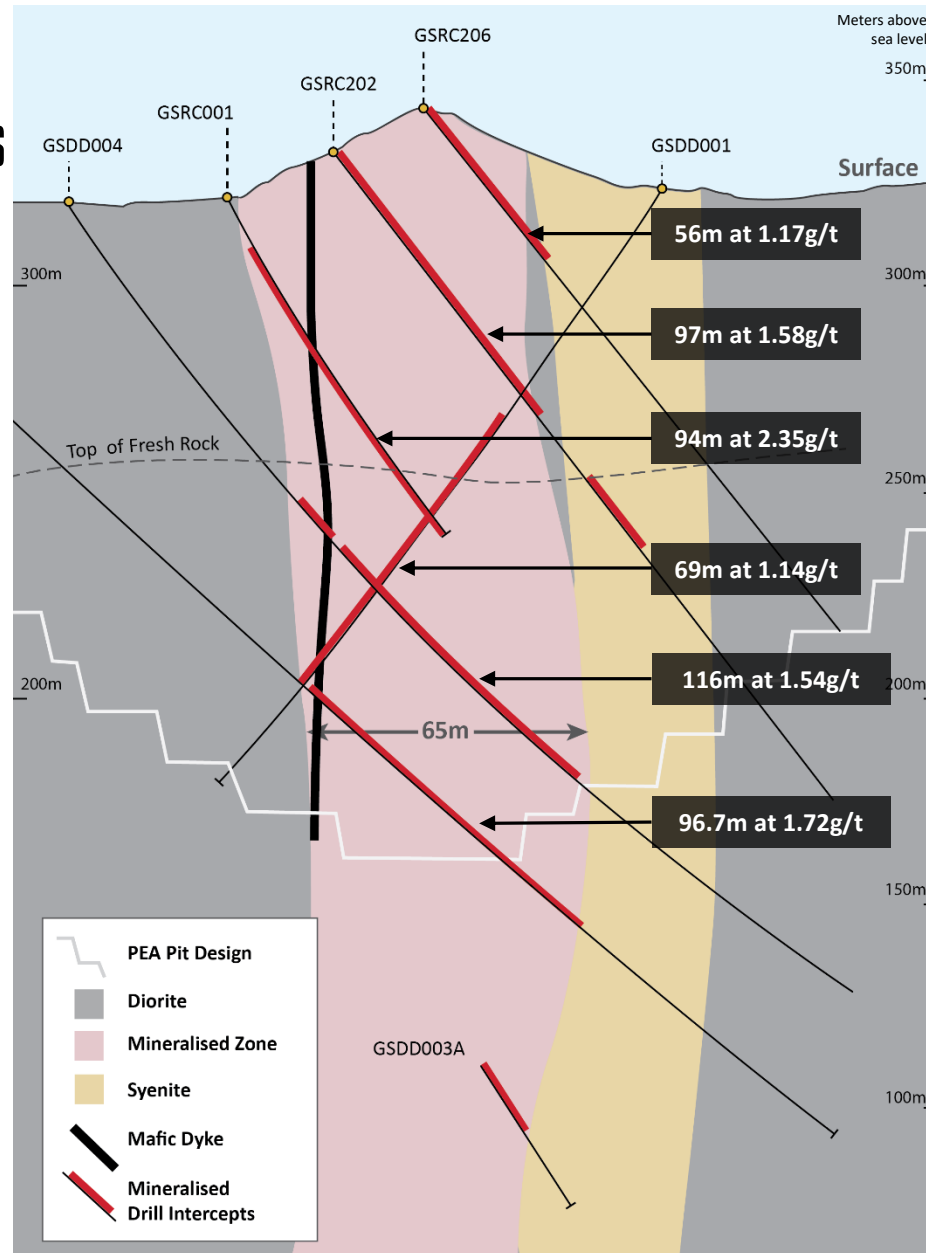 Meters above
sea level
GSRC206
350m
GSRC202
GSRC001
S
GSDD004
GSDD001
Surface
56m at 1.17g/t
300m
300m
97m at 1.58g/t
94m at 2.35g/t
Top of Fresh Rock
250m
69m at 1.14g/t
116m at 1.54g/t
200m
200m
65m
96.7m at 1.72g/t
150m
PEA Pit Design
Diorite
Mineralised Zone
GSDD003A
Syenite
100m
Mafic Dyke
Mineralised
Drill Intercepts